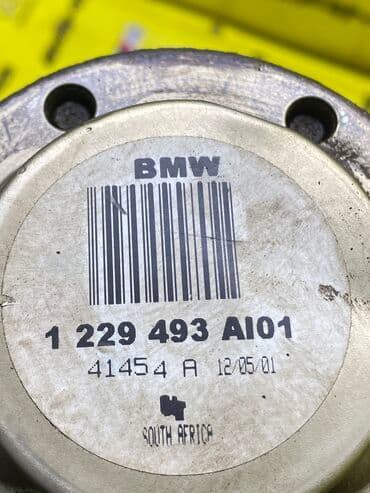 BMW
1 229 493 AI01
41454 A 12/05/01
SOUTH AFRICA